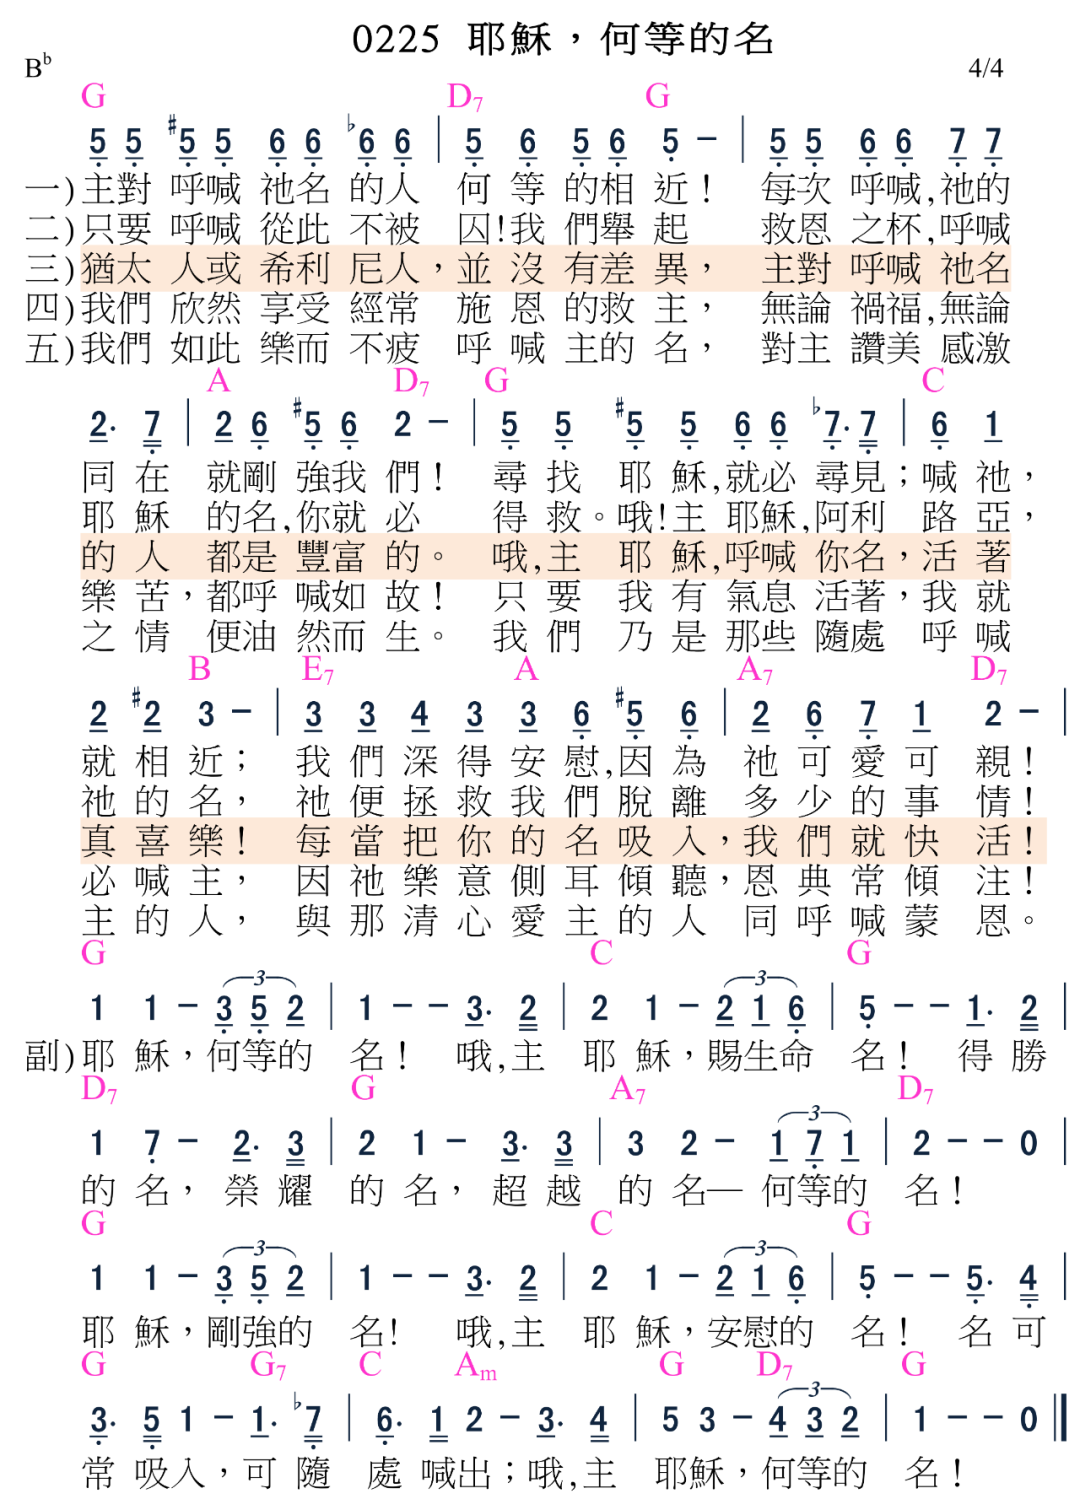 0225 耶穌，何等的名
B♭ 4/4
G D7 G
5 5 #5 5 6 6 ♭6 6 | 5 6 5 6 5 － | 5 5 6 6 7 7
一)主對 呼喊 祂名 的人 何 等 的相 近！ 每次 呼喊,祂的
二)只要 呼喊 從此 不被 囚!我 們舉 起 救恩 之杯,呼喊
三)猶太 人或 希利 尼人，並 沒 有差 異， 主對 呼喊 祂名
四)我們 欣然 享受 經常 施 恩 的救 主， 無論 禍福,無論
五)我們 如此 樂而 不疲 呼 喊 主的 名， 對主 讚美 感激
A D7 G C
2. 7 | 2 6 #5 6 2 － | 5 5 #5 5 6 6 ♭7. 7 | 6 1
同 在 就剛 強我 們！ 尋 找 耶 穌,就必 尋見；喊 祂，
耶 穌 的名,你就 必 得 救。哦!主 耶穌,阿利 路 亞，
的 人 都是 豐富 的。 哦,主 耶 穌,呼喊 你名，活 著
樂 苦，都呼 喊如 故！ 只 要 我 有 氣息 活著，我 就
之 情 便油 然而 生。 我 們 乃 是 那些 隨處 呼 喊
B E7 A A7 D7
2 #2 3 － | 3 3 4 3 3 6 #5 6 | 2 6 7 1 2 － |
就 相 近； 我 們 深 得 安 慰,因 為 祂 可 愛 可 親！
祂 的 名， 祂 便 拯 救 我 們 脫 離 多 少 的 事 情！
真 喜 樂！ 每 當 把 你 的 名 吸 入，我 們 就 快 活！
必 喊 主， 因 祂 樂 意 側 耳 傾 聽，恩 典 常 傾 注！
主 的 人， 與 那 清 心 愛 主 的 人 同 呼 喊 蒙 恩。
G C G
3 3
1 1 － 3 5 2 | 1 － － 3. 2 | 2 1 － 2 1 6 | 5 － － 1. 2 |
副)耶 穌，何等的 名！ 哦,主 耶 穌，賜生命 名！ 得 勝
D7 G A7 D7
3
1 7 － 2. 3 | 2 1 － 3. 3 | 3 2 － 1 7 1 | 2 － － 0 |
的 名， 榮 耀 的 名， 超 越 的 名— 何等的 名！
G C G
3 3
1 1 － 3 5 2 | 1 － － 3. 2 | 2 1 － 2 1 6 | 5 － － 5. 4 |
耶 穌，剛強的 名! 哦,主 耶 穌，安慰的 名！ 名 可
G G7 C Am G D7 G
3
3. 5 1 － 1. ♭7 | 6. 1 2 － 3. 4 | 5 3 － 4 3 2 | 1 － － 0 ‖
常 吸入，可 隨 處 喊出；哦,主 耶穌，何等的 名！